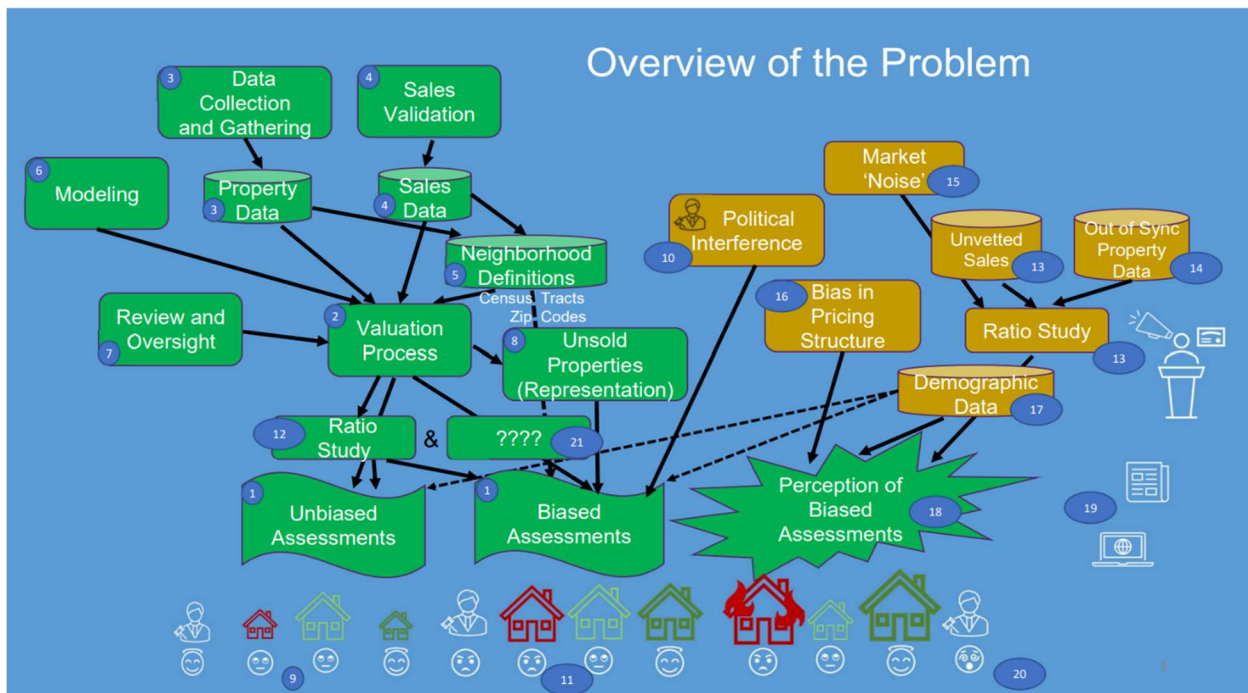 Overview of the Problem
3
Data
Collection
and Gathering
4
Sales
Validation
6
Modeling
3
Property
Data
4
Sales
Data
Market
'Noise'
15
Political
Interference
10
Unvetted
Sales
13
Out of Sync
Property
Data
14
5
Neighborhood
Definitions
Census Tracts
Zip Codes
16
Bias in
Pricing
Structure
Review and
Oversight
7
2
Valuation
Process
8
Unsold
Properties
(Representation)
Ratio Study
13
Demographic
Data
17
12
Ratio
Study
&
????
21
1
Unbiased
Assessments
1
Biased
Assessments
Perception of
Biased
Assessments
18
19
9
11
20
1